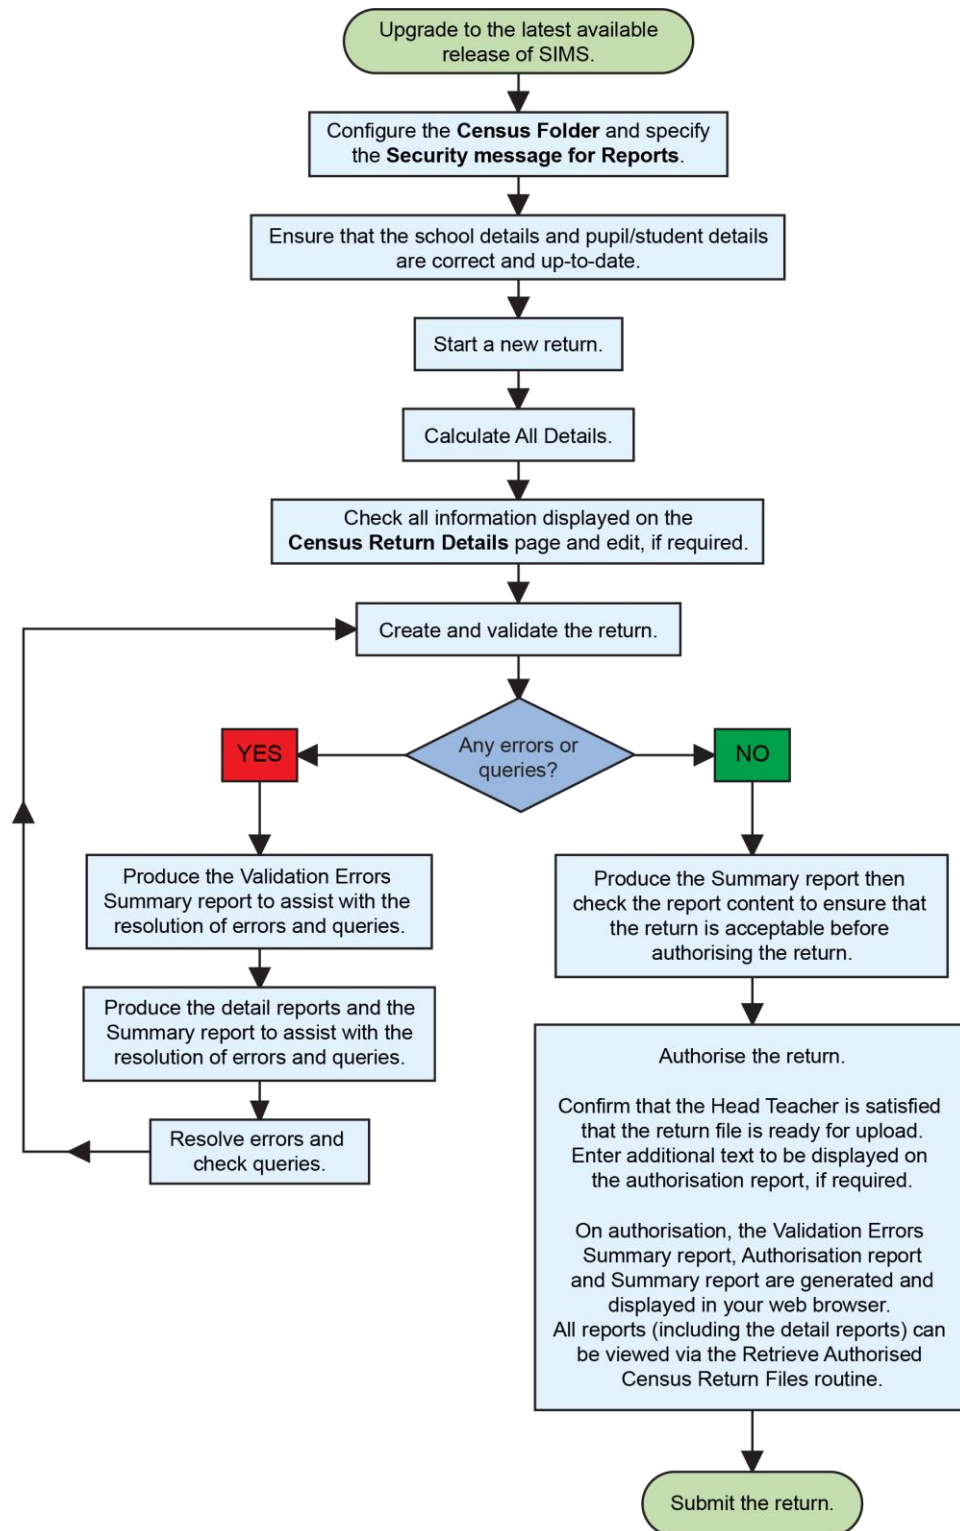 Upgrade to the latest available
release of SIMS.
Configure the Census Folder and specify
the Security message for Reports.
Ensure that the school details and pupil/student details
are correct and up-to-date.
Start a new return.
Calculate All Details.
Check all information displayed on the
Census Return Details page and edit, if required.
Create and validate the return.
Any errors or
queries?
YES
NO
Produce the Validation Errors
Summary report to assist with the
resolution of errors and queries.
Produce the detail reports and the
Summary report to assist with the
resolution of errors and queries.
Resolve errors and
check queries.
Produce the Summary report then
check the report content to ensure that
the return is acceptable before
authorising the return.
Authorise the return.
Confirm that the Head Teacher is satisfied
that the return file is ready for upload.
Enter additional text to be displayed on
the authorisation report, if required.
On authorisation, the Validation Errors
Summary report, Authorisation report
and Summary report are generated and
displayed in your web browser.
All reports (including the detail reports) can
be viewed via the Retrieve Authorised
Census Return Files routine.
Submit the return.